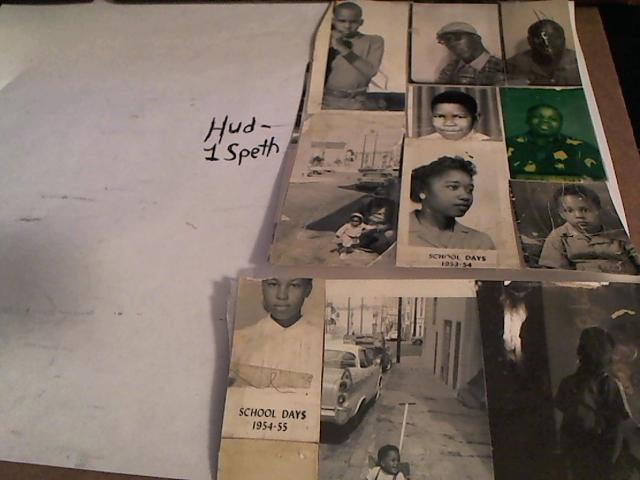 Hud-
1 Speth
SCHOOL DAYS
1953-54
SCHOOL DAYS
1954-55